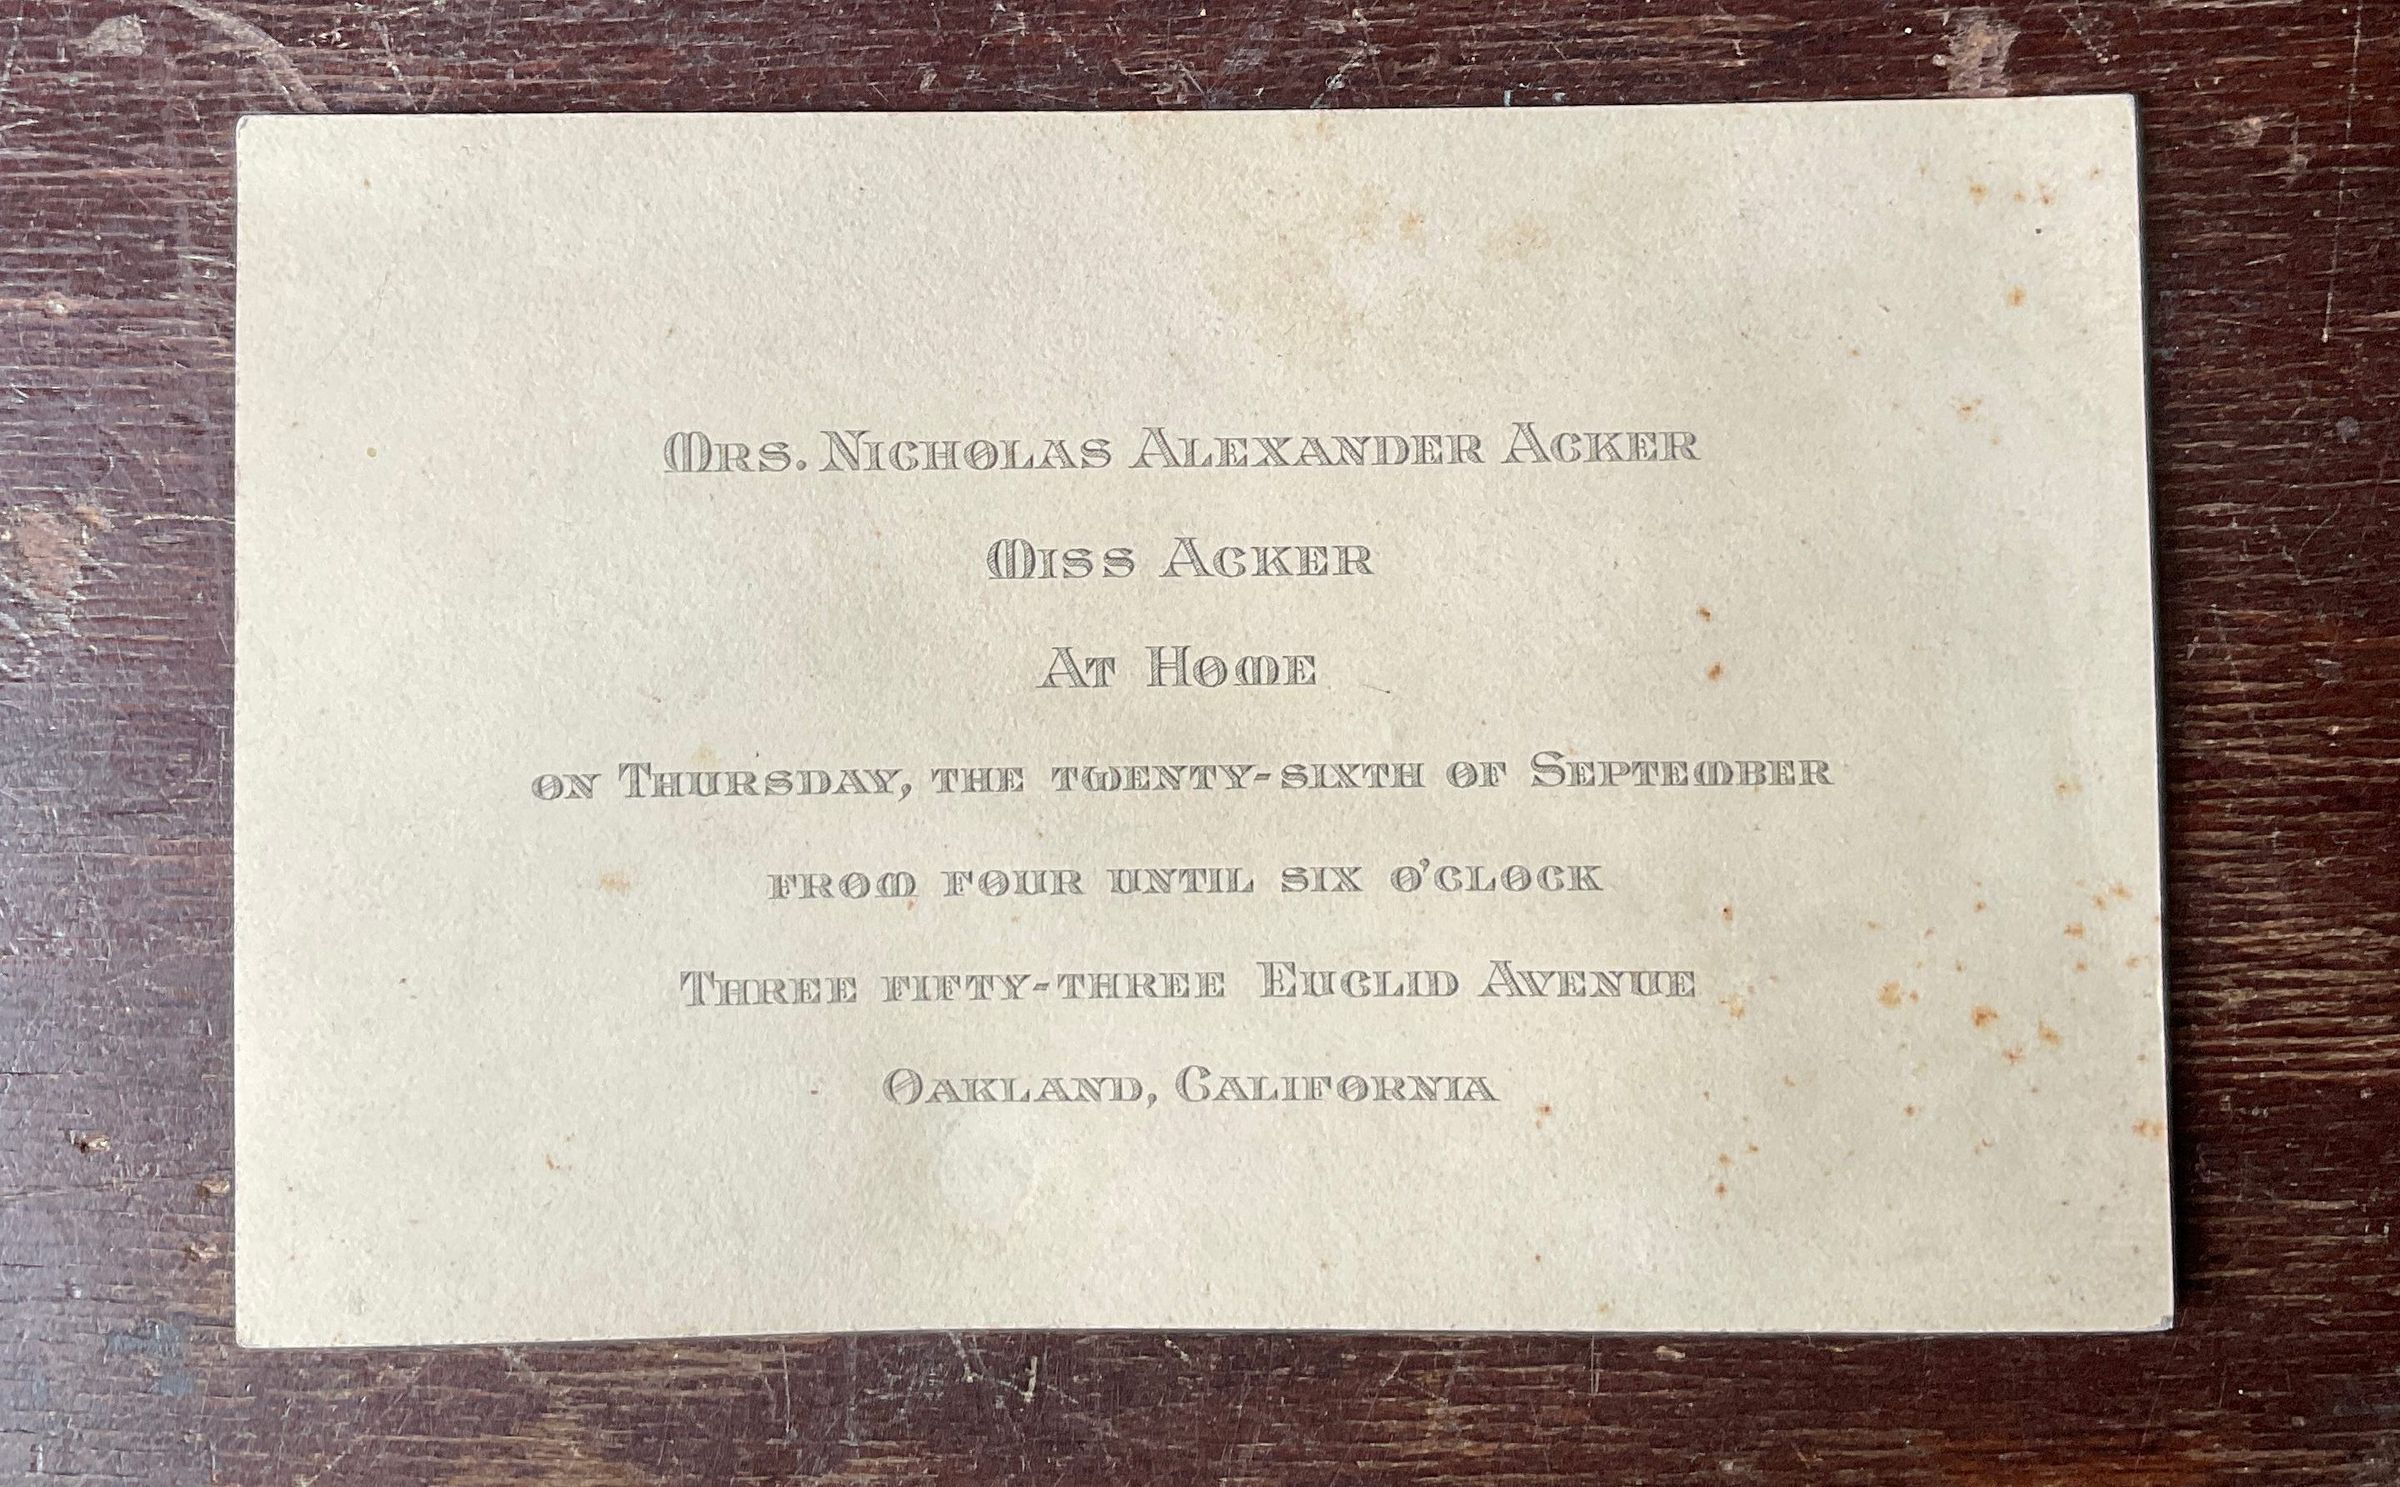 Mrs. Nicholas Alexander Acker
Miss Acker
At Home
on Thursday, the twenty-sixth of September
from four until six o'clock
Three fifty-three Euclid Avenue
Oakland, California